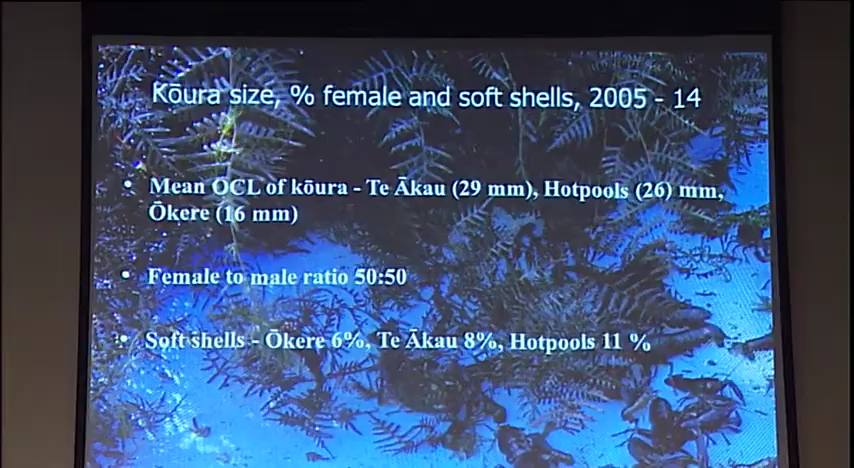 Kōura size, % female and soft shells, 2005 - 14
• Mean OCL of kōura - Te Ākau (29 mm), Hotpools (26) mm,
Ōkere (16 mm)
• Female to male ratio 50:50
• Soft shells - Ōkere 6%, Te Ākau 8%, Hotpools 11 %